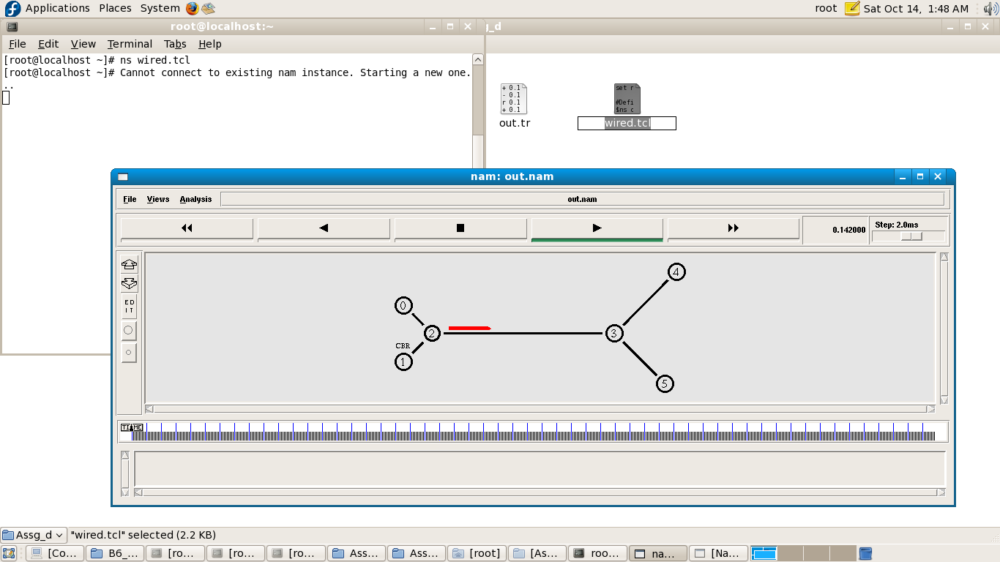 Applications Places System root Sat Oct 14, 1:48 AM
root@localhost:~
g_d
File Edit View Terminal Tabs Help
[root@localhost ~]# ns wired.tcl
[root@localhost ~]# Cannot connect to existing nam instance. Starting a new one.
..
+ 0.1
- 0.1
r 0.1
+ 0.1
out.tr
set r
#Defi
$ns c
wired.tcl
nam: out.nam
File Views Analysis out.nam
0.142000
Step: 2.0ms
ED
IT
0
CBR
1
2
3
4
5
TIME
Assg_d "wired.tcl" selected (2.2 KB)
[Co... B6_... [ro... [ro... [ro... Ass... Ass... [root] [As... roo... na... [Na...